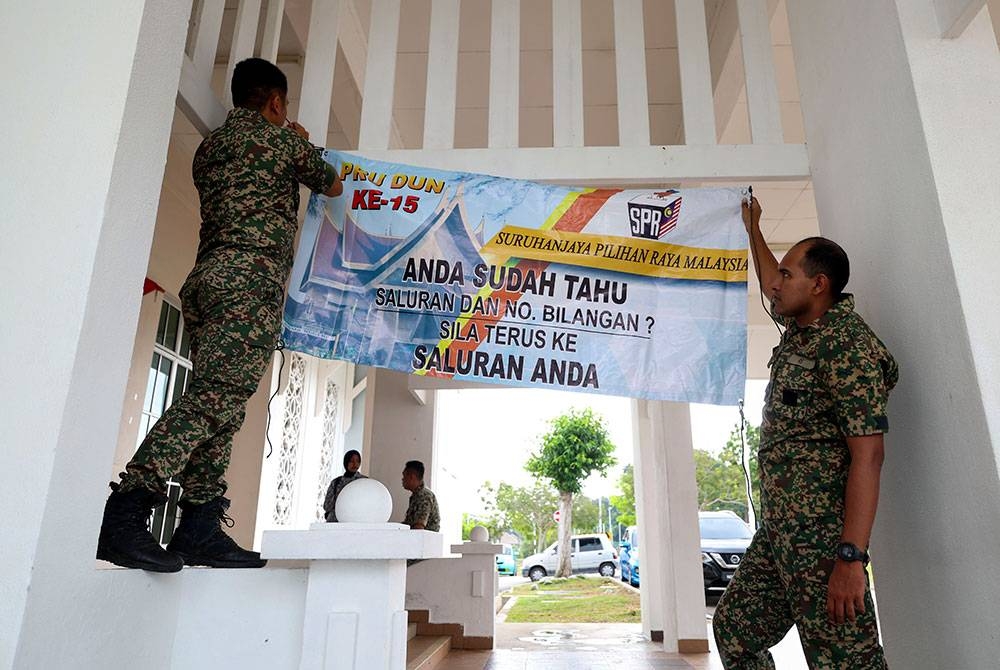 PRU DUN
KE-15
SPR
SURUHANJAYA PILIHAN RAYA MALAYSIA
ANDA SUDAH TAHU
SALURAN DAN NO. BILANGAN ?
SILA TERUS KE
SALURAN ANDA